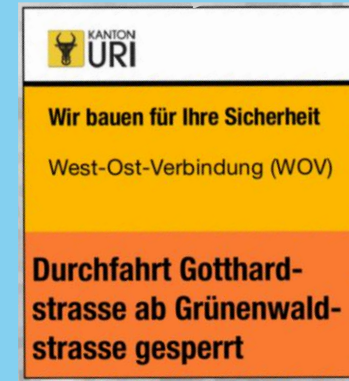 KANTON
URI
Wir bauen für Ihre Sicherheit
West-Ost-Verbindung (WOV)
Durchfahrt Gotthard-
strasse ab Grünenwald-
strasse gesperrt